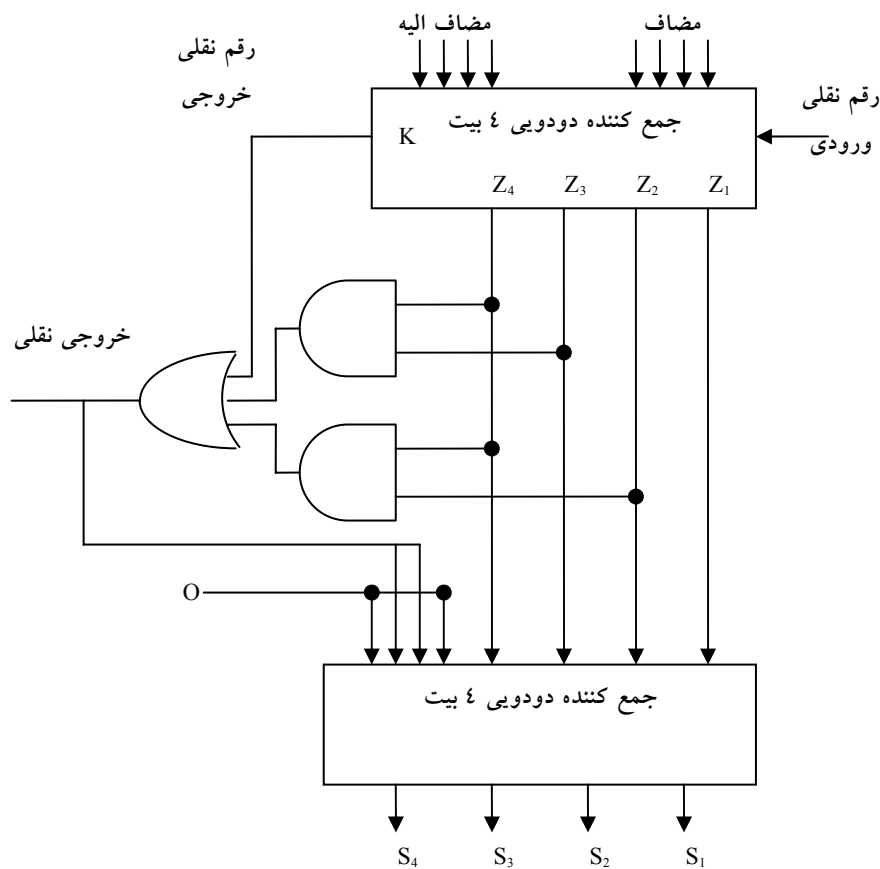 مضاف الیه
مضاف
رقم نقلی
خروجی
رقم نقلی
ورودی
جمع کننده دودویی ٤ بیت
K
Z₄ Z₃ Z₂ Z₁
خروجی نقلی
O
جمع کننده دودویی ٤ بیت
S₄ S₃ S₂ S₁